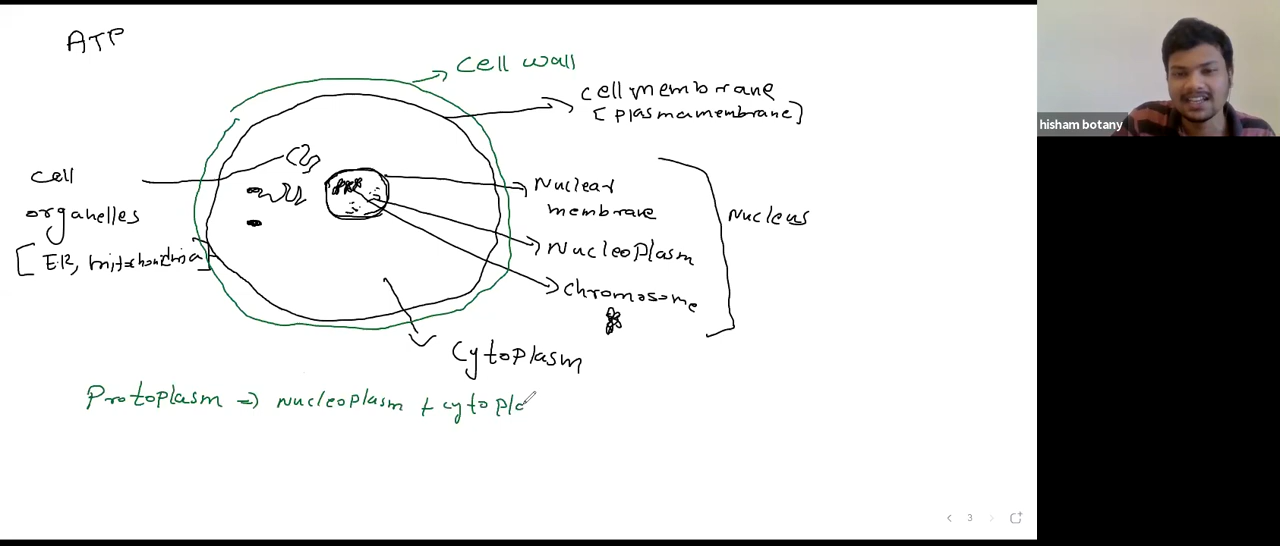 ATP
Cell wall
Cell membrane
[Plasmamembrane]
hisham botany
Cell
organelles
[E.R, mitochondria]
Nuclear
membrane
Nucleus
Nucleoplasm
Chromosome
Cytoplasm
Protoplasm => nucleoplasm + cytopla
3